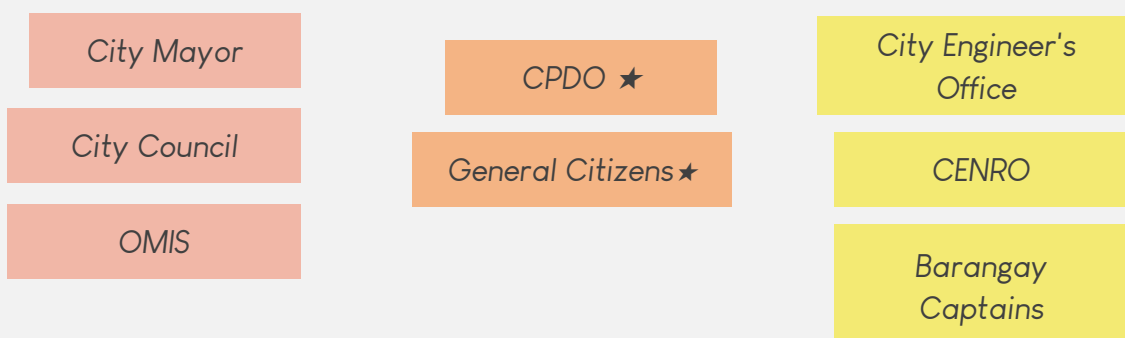 City Mayor
City Council
OMIS
CPDO ★
General Citizens★
City Engineer's
Office
CENRO
Barangay
Captains